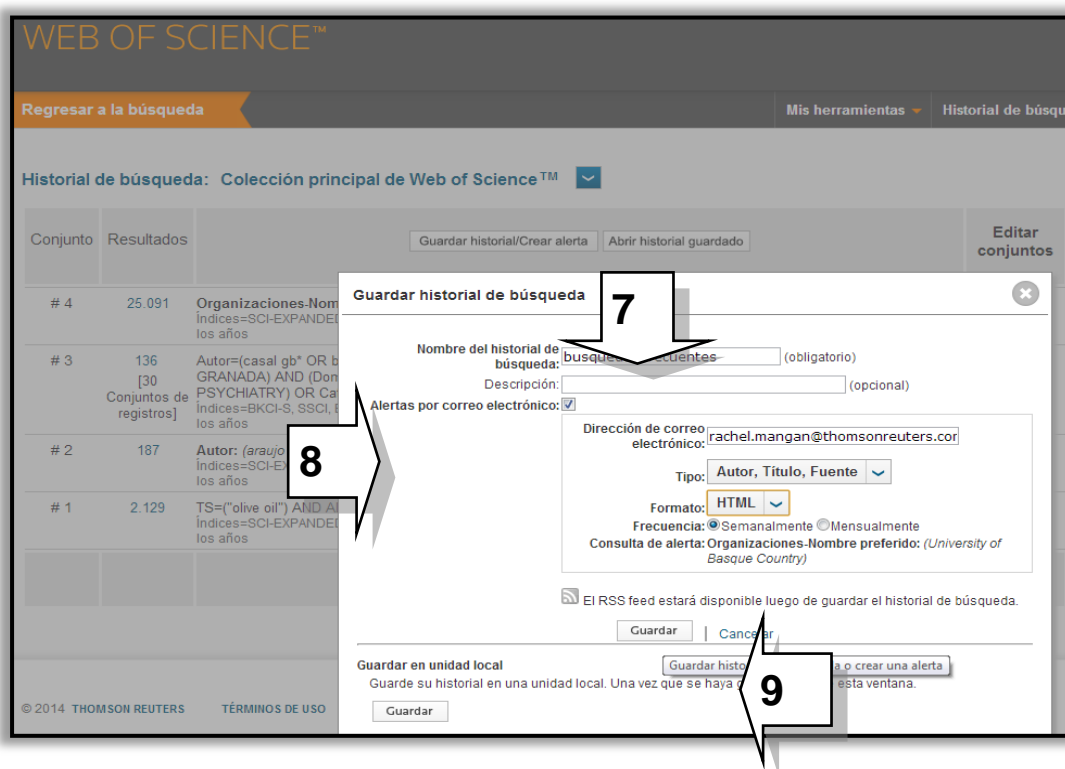 WEB OF SCIENCE™
Regresar a la búsqueda
Mis herramientas
Historial de búsqu
Historial de búsqueda: Colección principal de Web of Science™
Conjunto
Resultados
Guardar historial/Crear alerta
Abrir historial guardado
Editar
conjuntos
# 4
25.091
Organizaciones-Nom
Índices=SCI-EXPANDED
los años
# 3
136
[30
Conjuntos de
registros]
Autor=(casal gb* OR b
GRANADA) AND (Dom
PSYCHIATRY) OR Ca
Índices=BKCI-S, SSCI,
los años
# 2
187
Autor: (araujo
Índices=SCI-EX
los años
# 1
2.129
TS=("olive oil") AND
Índices=SCI-EXPANDED
los años
Guardar historial de búsqueda
7
Nombre del historial de
búsqueda:
(obligatorio)
Descripción:
(opcional)
Alertas por correo electrónico:
8
Dirección de correo
electrónico:
rachel.mangan@thomsonreuters.cor
Tipo:
Autor, Título, Fuente
Formato:
HTML
Frecuencia: Semanalmente Mensualmente
Consulta de alerta: Organizaciones-Nombre preferido: (University of
Basque Country)
El RSS feed estará disponible luego de guardar el historial de búsqueda.
Guardar | Cancelar
Guardar en unidad local
a o crear una alerta
Guarde su historial en una unidad local. Una vez que se haya esta ventana.
9
Guardar
© 2014 THOMSON REUTERS
TÉRMINOS DE USO